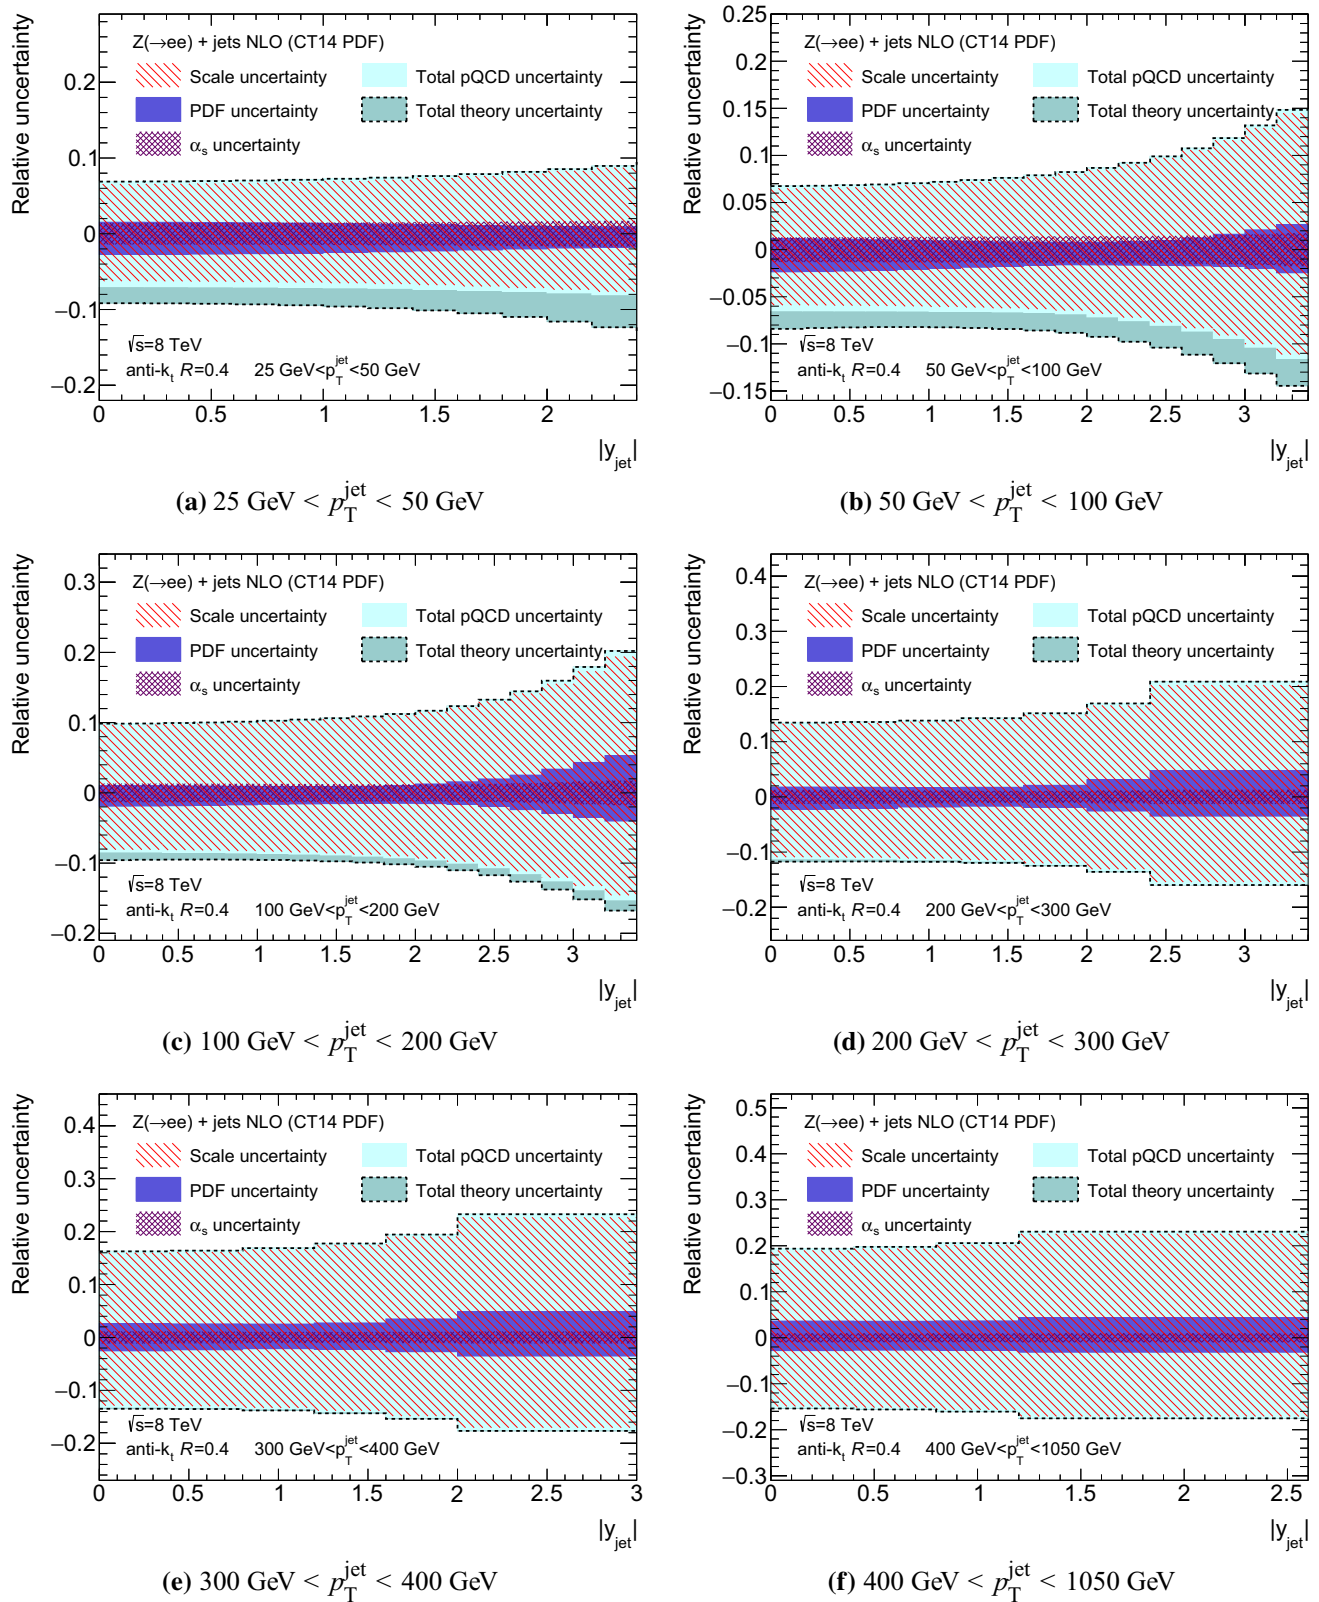 Relative uncertainty
Z(→ee) + jets NLO (CT14 PDF)
Scale uncertainty
Total pQCD uncertainty
PDF uncertainty
Total theory uncertainty
αs uncertainty
0.2
0.1
0
−0.1
−0.2
√s=8 TeV
anti-kt R=0.4 25 GeV<pTjet<50 GeV
0 0.5 1 1.5 2
|yjet|
(a) 25 GeV < pTjet < 50 GeV
Relative uncertainty
Z(→ee) + jets NLO (CT14 PDF)
Scale uncertainty
Total pQCD uncertainty
PDF uncertainty
Total theory uncertainty
αs uncertainty
0.25
0.2
0.15
0.1
0.05
0
−0.05
−0.1
−0.15
√s=8 TeV
anti-kt R=0.4 50 GeV<pTjet<100 GeV
0 0.5 1 1.5 2 2.5 3
|yjet|
(b) 50 GeV < pTjet < 100 GeV
Relative uncertainty
Z(→ee) + jets NLO (CT14 PDF)
Scale uncertainty
Total pQCD uncertainty
PDF uncertainty
Total theory uncertainty
αs uncertainty
0.3
0.2
0.1
0
−0.1
−0.2
√s=8 TeV
anti-kt R=0.4 100 GeV<pTjet<200 GeV
0 0.5 1 1.5 2 2.5 3
|yjet|
(c) 100 GeV < pTjet < 200 GeV
Relative uncertainty
Z(→ee) + jets NLO (CT14 PDF)
Scale uncertainty
Total pQCD uncertainty
PDF uncertainty
Total theory uncertainty
αs uncertainty
0.4
0.3
0.2
0.1
0
−0.1
−0.2
√s=8 TeV
anti-kt R=0.4 200 GeV<pTjet<300 GeV
0 0.5 1 1.5 2 2.5 3
|yjet|
(d) 200 GeV < pTjet < 300 GeV
Relative uncertainty
Z(→ee) + jets NLO (CT14 PDF)
Scale uncertainty
Total pQCD uncertainty
PDF uncertainty
Total theory uncertainty
αs uncertainty
0.4
0.3
0.2
0.1
0
−0.1
−0.2
√s=8 TeV
anti-kt R=0.4 300 GeV<pTjet<400 GeV
0 0.5 1 1.5 2 2.5 3
|yjet|
(e) 300 GeV < pTjet < 400 GeV
Relative uncertainty
Z(→ee) + jets NLO (CT14 PDF)
Scale uncertainty
Total pQCD uncertainty
PDF uncertainty
Total theory uncertainty
αs uncertainty
0.5
0.4
0.3
0.2
0.1
0
−0.1
−0.2
−0.3
√s=8 TeV
anti-kt R=0.4 400 GeV<pTjet<1050 GeV
0 0.5 1 1.5 2 2.5
|yjet|
(f) 400 GeV < pTjet < 1050 GeV